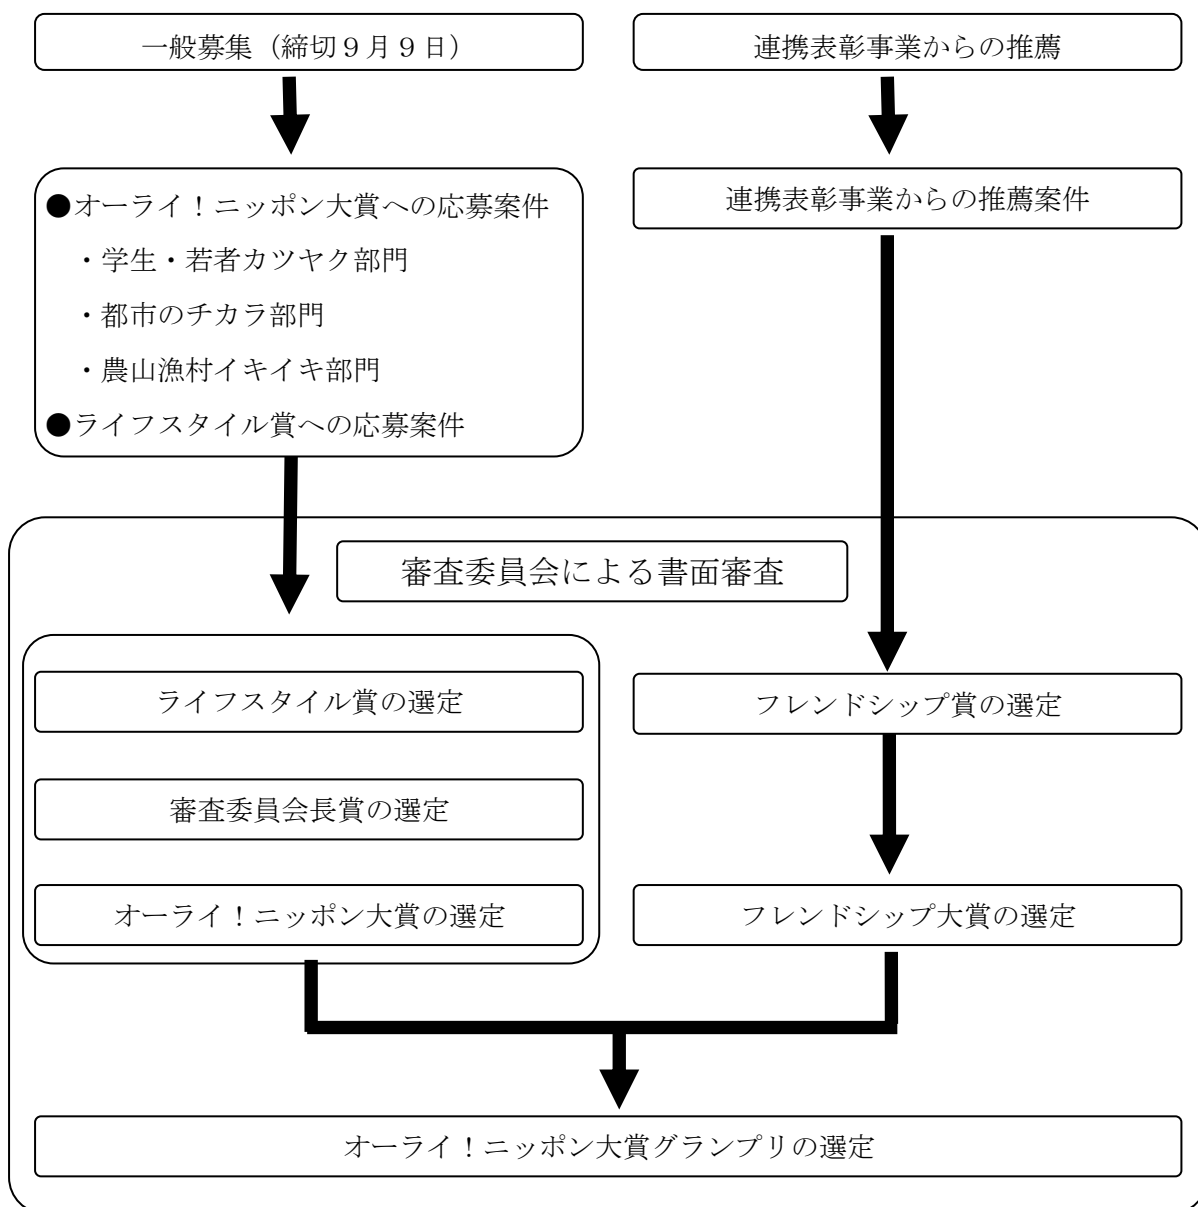 一般募集（締切９月９日）
連携表彰事業からの推薦
●オーライ！ニッポン大賞への応募案件
・学生・若者カツヤク部門
・都市のチカラ部門
・農山漁村イキイキ部門
●ライフスタイル賞への応募案件
連携表彰事業からの推薦案件
審査委員会による書面審査
ライフスタイル賞の選定
審査委員会長賞の選定
オーライ！ニッポン大賞の選定
フレンドシップ賞の選定
フレンドシップ大賞の選定
オーライ！ニッポン大賞グランプリの選定